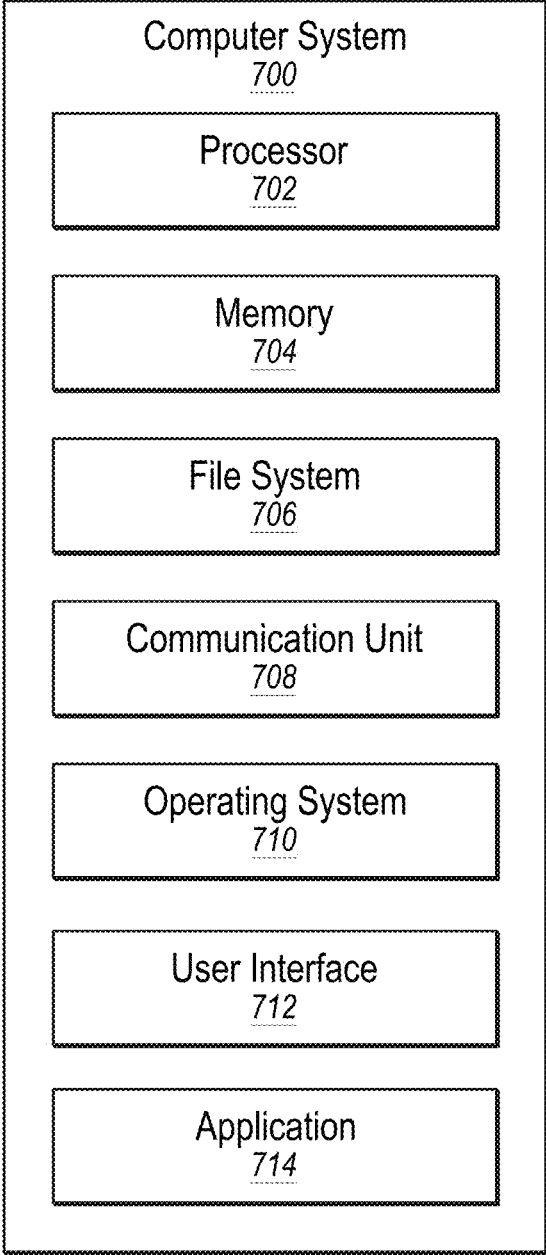 Computer System
700
Processor
702
Memory
704
File System
706
Communication Unit
708
Operating System
710
User Interface
712
Application
714